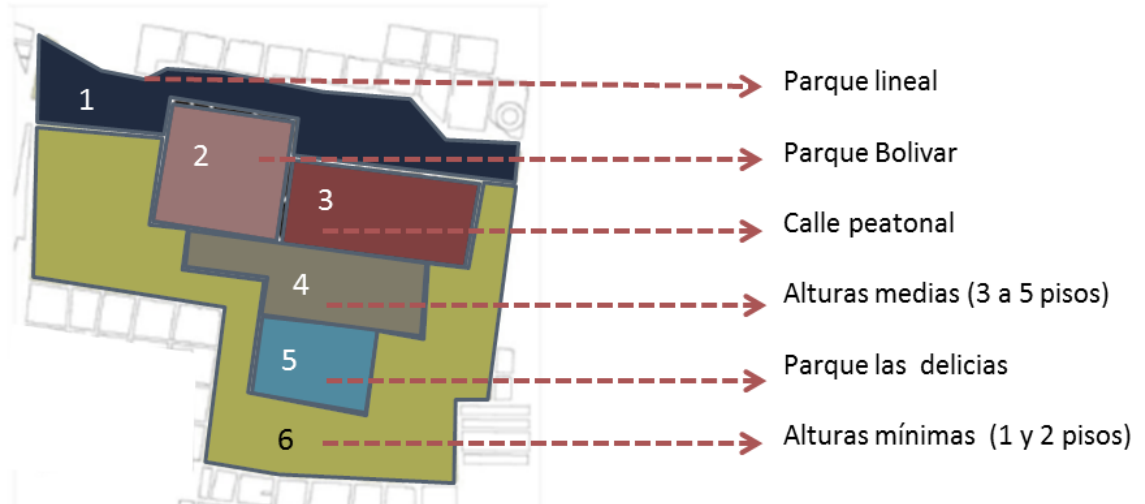 1
Parque lineal
2
Parque Bolivar
3
Calle peatonal
4
Alturas medias (3 a 5 pisos)
5
Parque las  delicias
6
Alturas mínimas  (1 y 2 pisos)